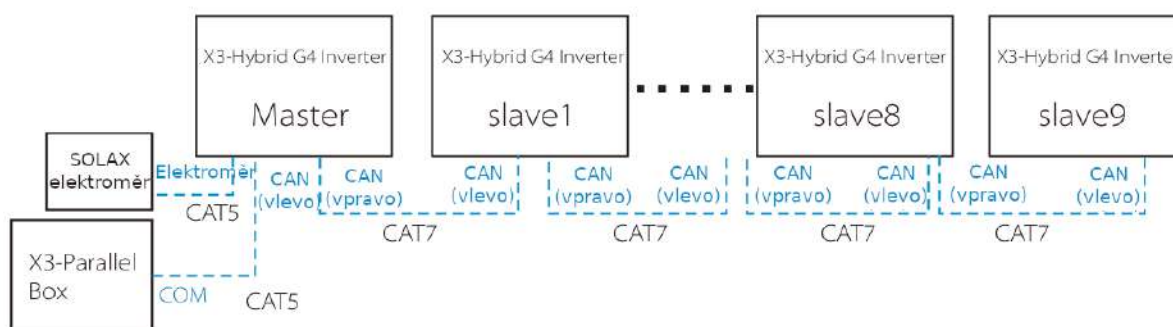 X3-Hybrid G4 Inverter
Master
X3-Hybrid G4 Inverter
slave1
X3-Hybrid G4 Inverter
slave8
X3-Hybrid G4 Inverter
slave9
SOLAX
elektroměr
Elektroměr
CAT5
CAN
(vlevo)
CAN
(vpravo)
CAN
(vlevo)
CAT7
CAN
(vpravo)
CAN
(vlevo)
CAT7
CAN
(vpravo)
CAN
(vlevo)
CAT7
CAN
(vpravo)
CAN
(vlevo)
CAT7
X3-Parallel
Box
COM
CAT5